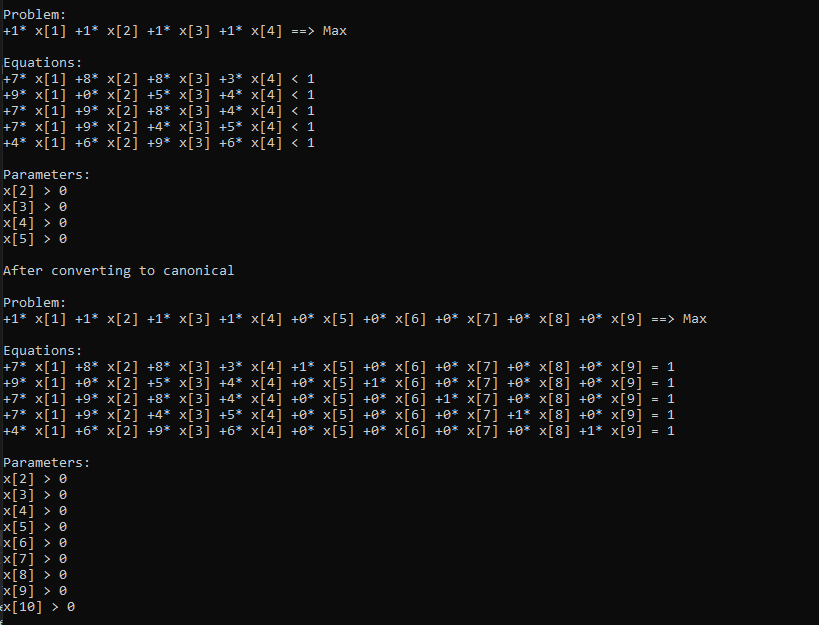 Problem:
+1* x[1] +1* x[2] +1* x[3] +1* x[4] ==> Max
Equations:
+7* x[1] +8* x[2] +8* x[3] +3* x[4] < 1
+9* x[1] +0* x[2] +5* x[3] +4* x[4] < 1
+7* x[1] +9* x[2] +8* x[3] +4* x[4] < 1
+7* x[1] +9* x[2] +4* x[3] +5* x[4] < 1
+4* x[1] +6* x[2] +9* x[3] +6* x[4] < 1
Parameters:
x[2] > 0
x[3] > 0
x[4] > 0
x[5] > 0
After converting to canonical
Problem:
+1* x[1] +1* x[2] +1* x[3] +1* x[4] +0* x[5] +0* x[6] +0* x[7] +0* x[8] +0* x[9] ==> Max
Equations:
+7* x[1] +8* x[2] +8* x[3] +3* x[4] +1* x[5] +0* x[6] +0* x[7] +0* x[8] +0* x[9] = 1
+9* x[1] +0* x[2] +5* x[3] +4* x[4] +0* x[5] +1* x[6] +0* x[7] +0* x[8] +0* x[9] = 1
+7* x[1] +9* x[2] +8* x[3] +4* x[4] +0* x[5] +0* x[6] +1* x[7] +0* x[8] +0* x[9] = 1
+7* x[1] +9* x[2] +4* x[3] +5* x[4] +0* x[5] +0* x[6] +0* x[7] +1* x[8] +0* x[9] = 1
+4* x[1] +6* x[2] +9* x[3] +6* x[4] +0* x[5] +0* x[6] +0* x[7] +0* x[8] +1* x[9] = 1
Parameters:
x[2] > 0
x[3] > 0
x[4] > 0
x[5] > 0
x[6] > 0
x[7] > 0
x[8] > 0
x[9] > 0
x[10] > 0